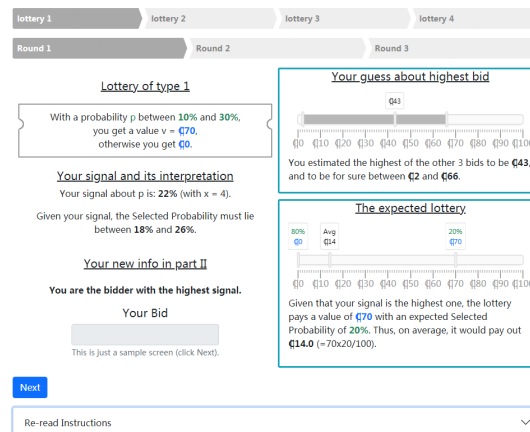 lottery 1 lottery 2 lottery 3 lottery 4
Round 1 Round 2 Round 3
Lottery of type 1
With a probability p between 10% and 30%,
you get a value v = ₵70,
otherwise you get ₵0.
Your signal and its interpretation
Your signal about p is: 22% (with x = 4).
Given your signal, the Selected Probability must lie
between 18% and 26%.
Your new info in part II
You are the bidder with the highest signal.
Your Bid
This is just a sample screen (click Next).
Your guess about highest bid
₵43
₵0 ₵10 ₵20 ₵30 ₵40 ₵50 ₵60 ₵70 ₵80 ₵90 ₵100
You estimated the highest of the other 3 bids to be ₵43,
and to be for sure between ₵2 and ₵66.
The expected lottery
80% Avg 20%
₵0 ₵14 ₵70
₵0 ₵10 ₵20 ₵30 ₵40 ₵50 ₵60 ₵70 ₵80 ₵90 ₵100
Given that your signal is the highest one, the lottery
pays a value of ₵70 with an expected Selected
Probability of 20%. Thus, on average, it would pay out
₵14.0 (=70x20/100).
Next
Re-read Instructions